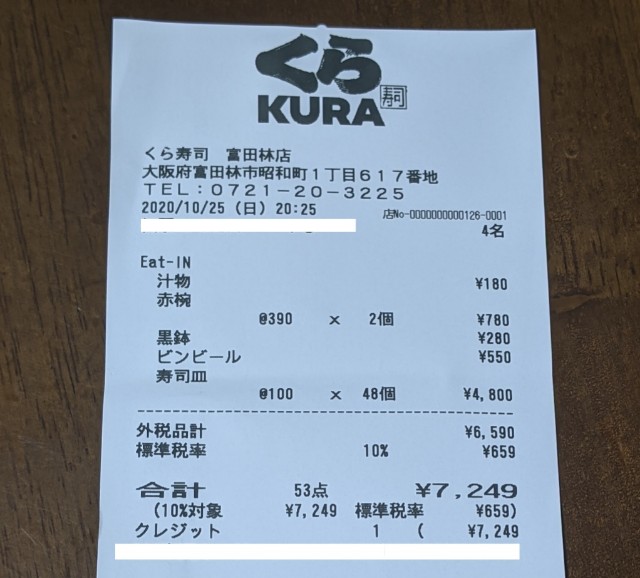 くら
KURA
寿司
くら寿司 富田林店
大阪府富田林市昭和町1丁目617番地
TEL:0721-20-3225
2020/10/25 (日) 20:25
店No-0000000000126-0001
4名
Eat-IN
汁物 ¥180
赤椀
@390 × 2個 ¥780
黒鉢 ¥280
ビンビール ¥550
寿司皿
@100 × 48個 ¥4,800
外税品計 ¥6,590
標準税率 10% ¥659
合計 53点 ¥7,249
(10%対象 ¥7,249 標準税率 ¥659)
クレジット 1 ( ¥7,249